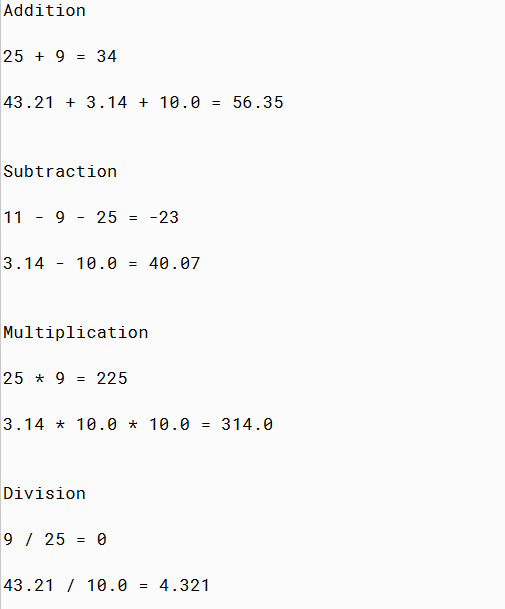 Addition
25 + 9 = 34
43.21 + 3.14 + 10.0 = 56.35
Subtraction
11 - 9 - 25 = -23
3.14 - 10.0 = 40.07
Multiplication
25 * 9 = 225
3.14 * 10.0 * 10.0 = 314.0
Division
9 / 25 = 0
43.21 / 10.0 = 4.321